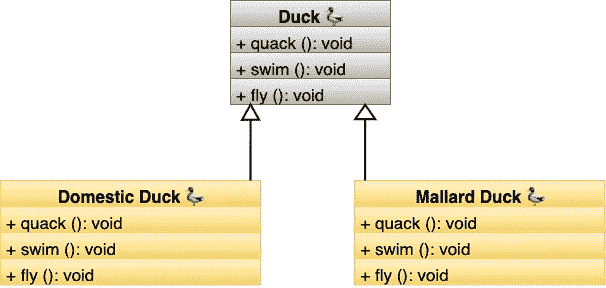 Duck 🦆
+ quack (): void
+ swim (): void
+ fly (): void
Domestic Duck 🦆
+ quack (): void
+ swim (): void
+ fly (): void
Mallard Duck 🦆
+ quack (): void
+ swim (): void
+ fly (): void